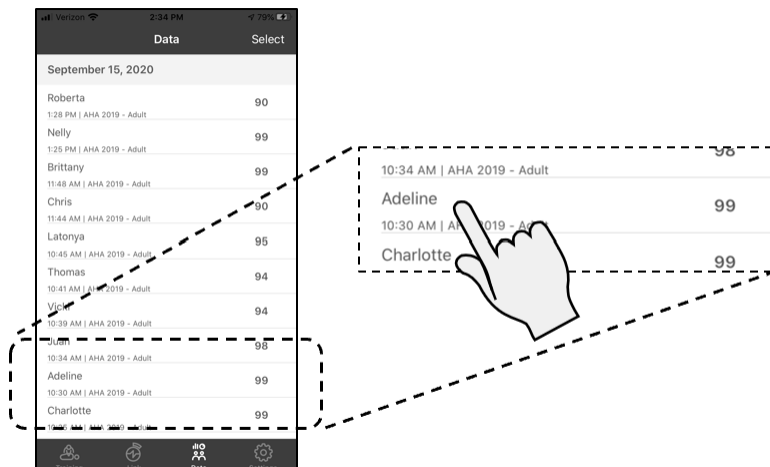 Verizon 2:34 PM 79%
Data Select
September 15, 2020
Roberta
1:28 PM | AHA 2019 - Adult
90
Nelly
1:25 PM | AHA 2019 - Adult
99
Brittany
11:48 AM | AHA 2019 - Adult
99
Chris
11:44 AM | AHA 2019 - Adult
90
Latonya
10:45 AM | AHA 2019 - Adult
95
Thomas
10:41 AM | AHA 2019 - Adult
94
Vicki
10:39 AM | AHA 2019 - Adult
94
Juan
10:34 AM | AHA 2019 - Adult
98
Adeline
10:30 AM | AHA 2019 - Adult
99
Charlotte
AHA 2019 - Adult
99
Data
98
10:34 AM | AHA 2019 - Adult
Adeline
99
10:30 AM | 2019 -
Charlotte
99